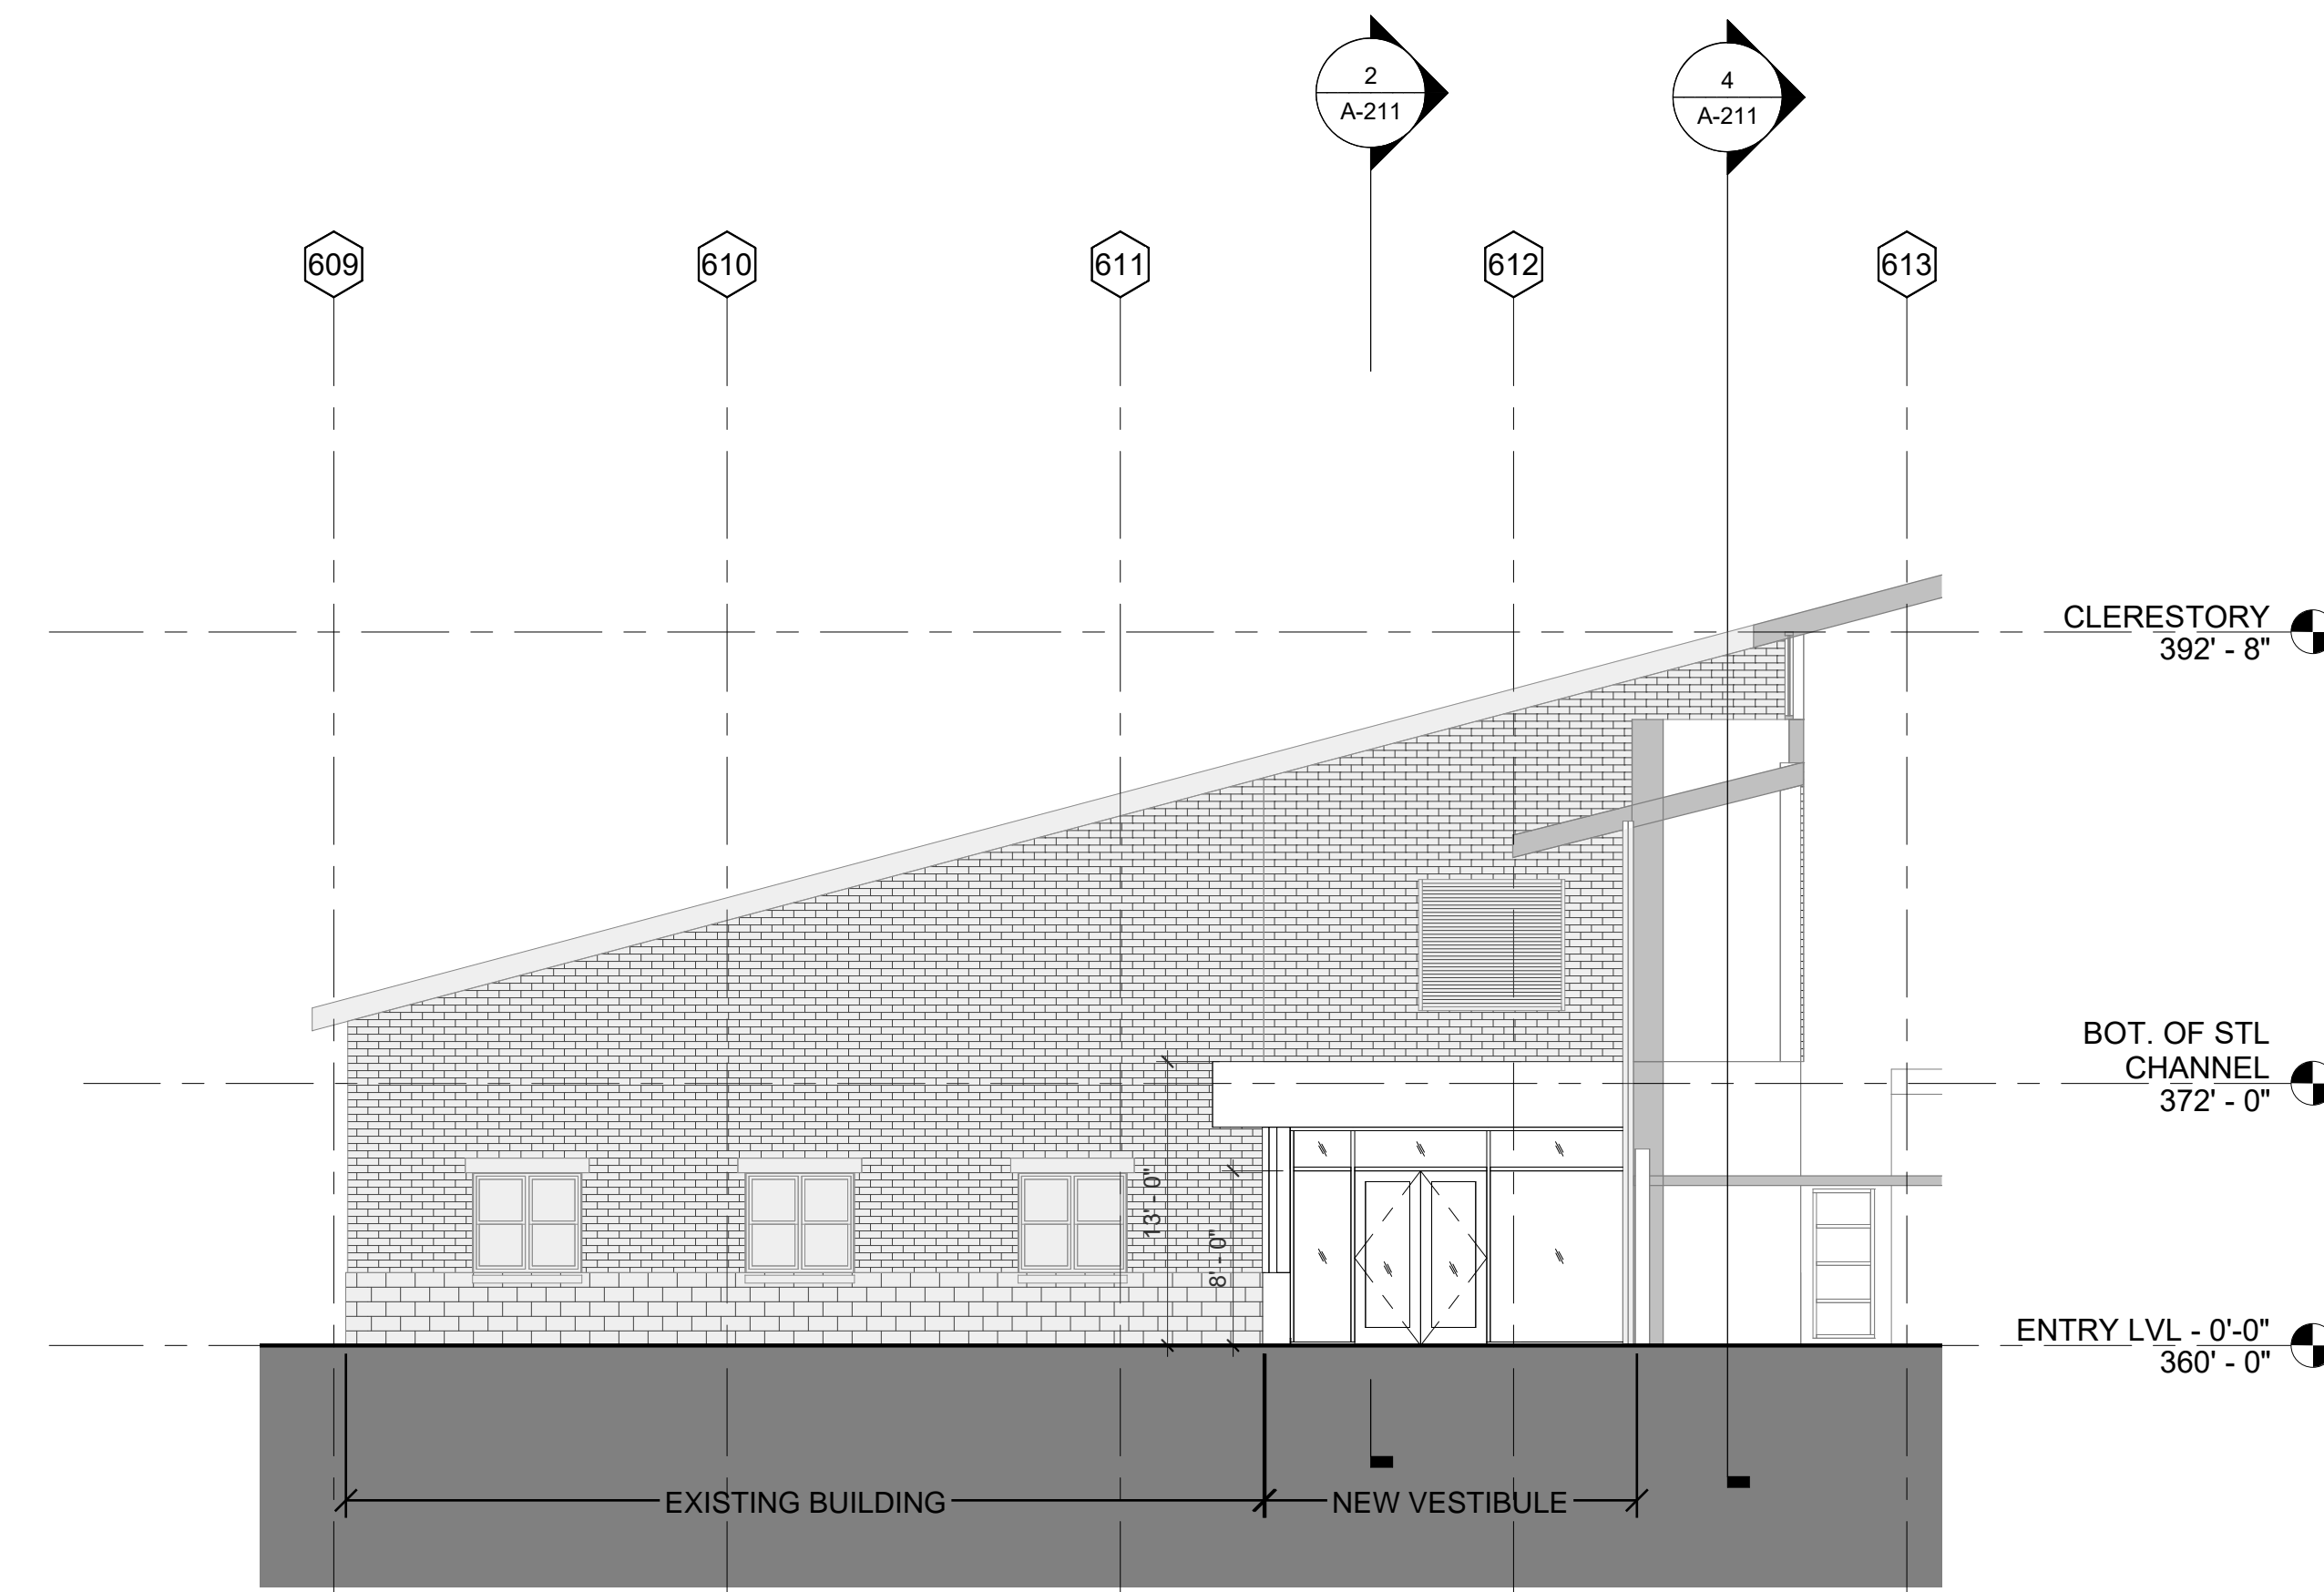 2
A-211
4
A-211
609
610
611
612
613
CLERESTORY
392' - 8"
BOT. OF STL
CHANNEL
372' - 0"
13' - 0"
8' - 0"
ENTRY LVL - 0'-0"
360' - 0"
EXISTING BUILDING
NEW VESTIBULE